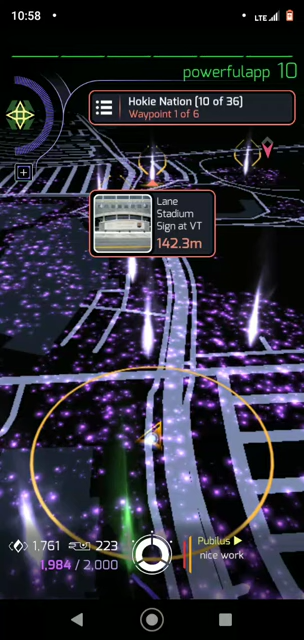 10:58
LTE
powerfulapp 10
Hokie Nation (10 of 36)
Waypoint 1 of 6
Lane
Stadium
Sign at VT
142.3m
1,761 223
1,984 / 2,000
Publius
nice work